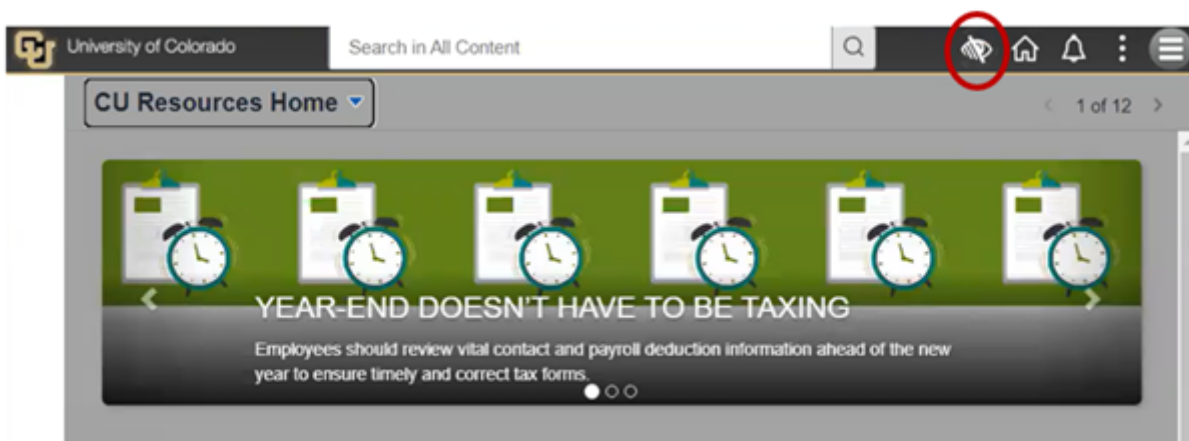 University of Colorado
Search in All Content
CU Resources Home
1 of 12
YEAR-END DOESN'T HAVE TO BE TAXING
Employees should review vital contact and payroll deduction information ahead of the new
year to ensure timely and correct tax forms.